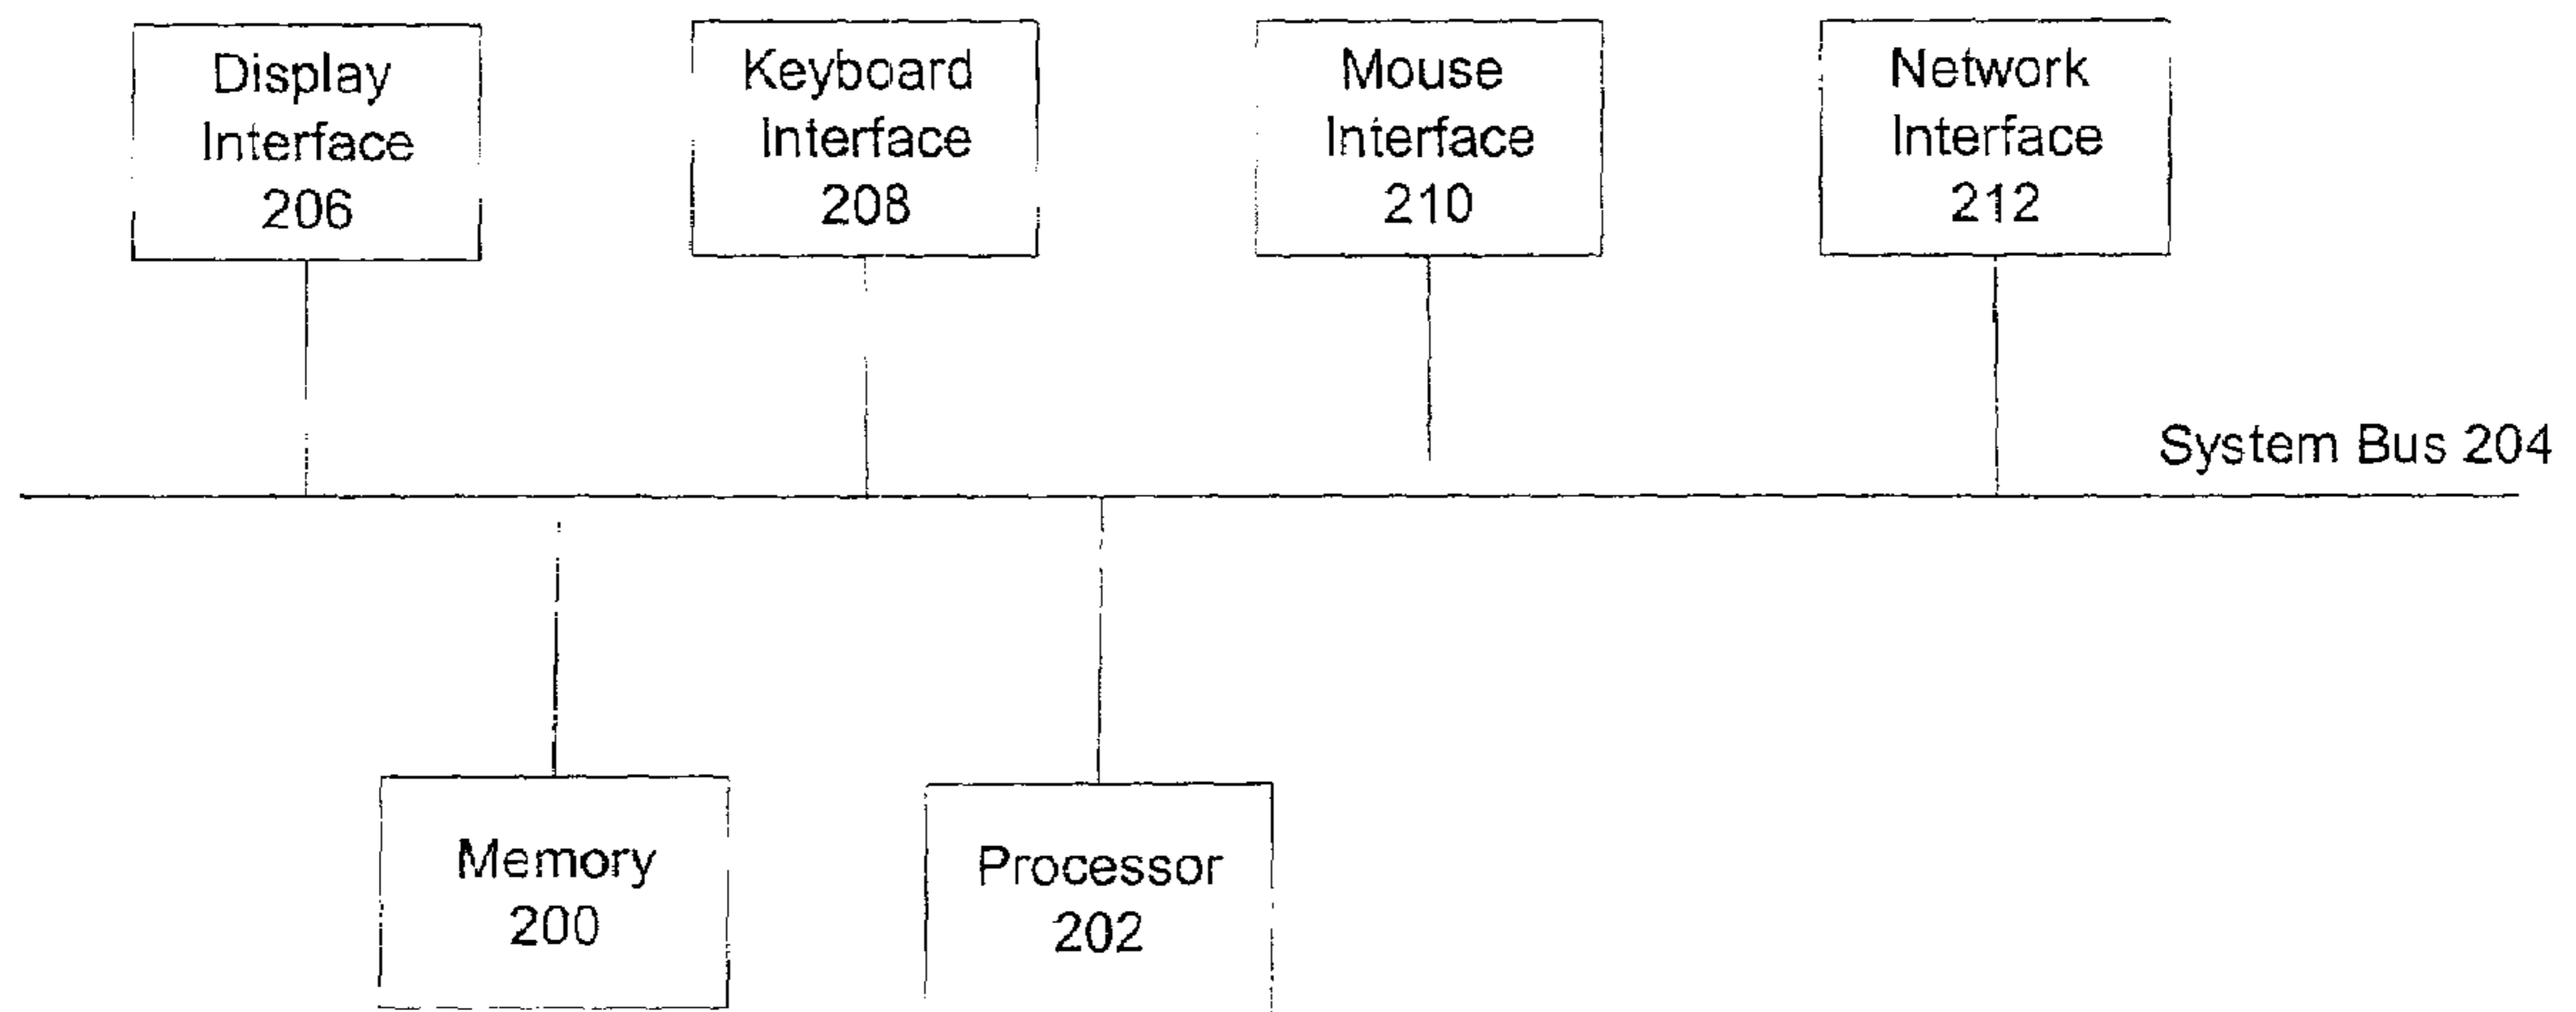 Display
Interface
206
Keyboard
Interface
208
Mouse
Interface
210
Network
Interface
212
System Bus 204
Memory
200
Processor
202